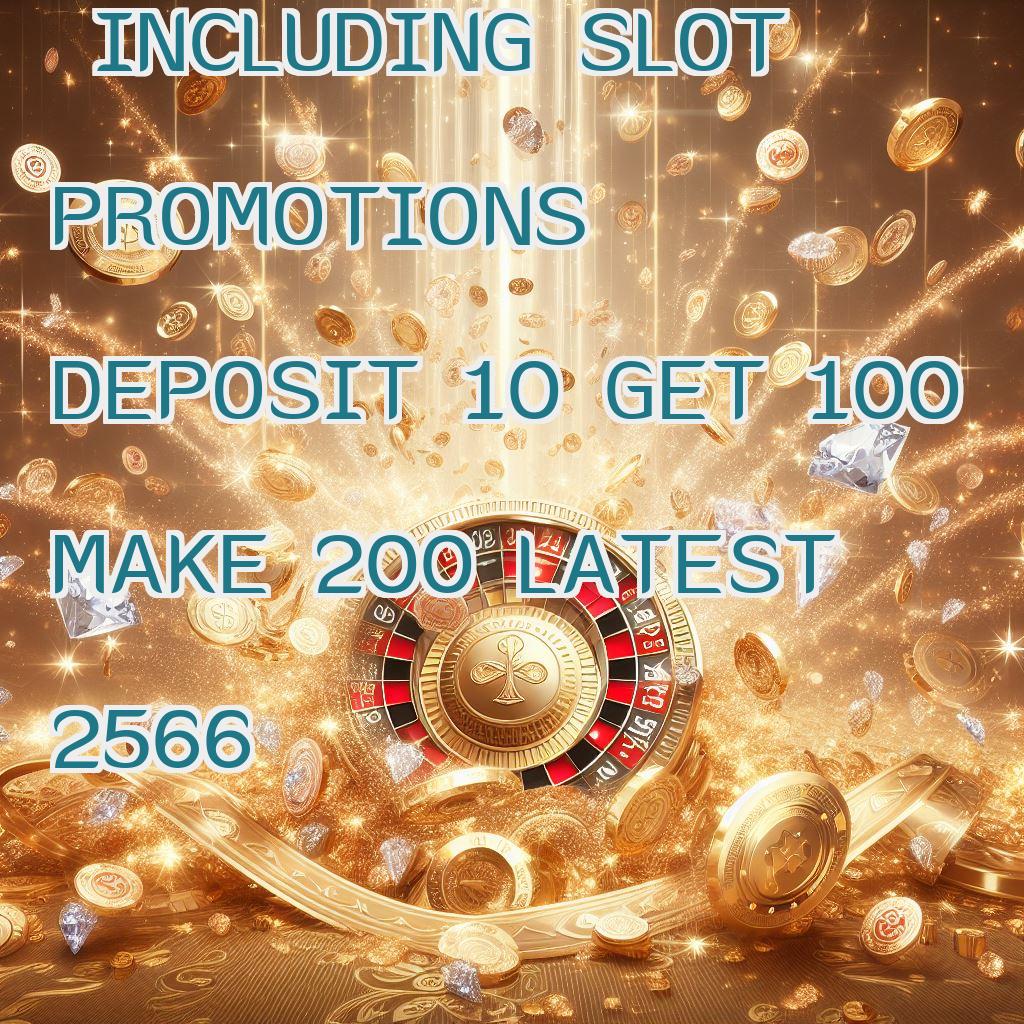 INCLUDING SLOT
PROMOTIONS
DEPOSIT 10 GET 100
MAKE 200 LATEST
2566